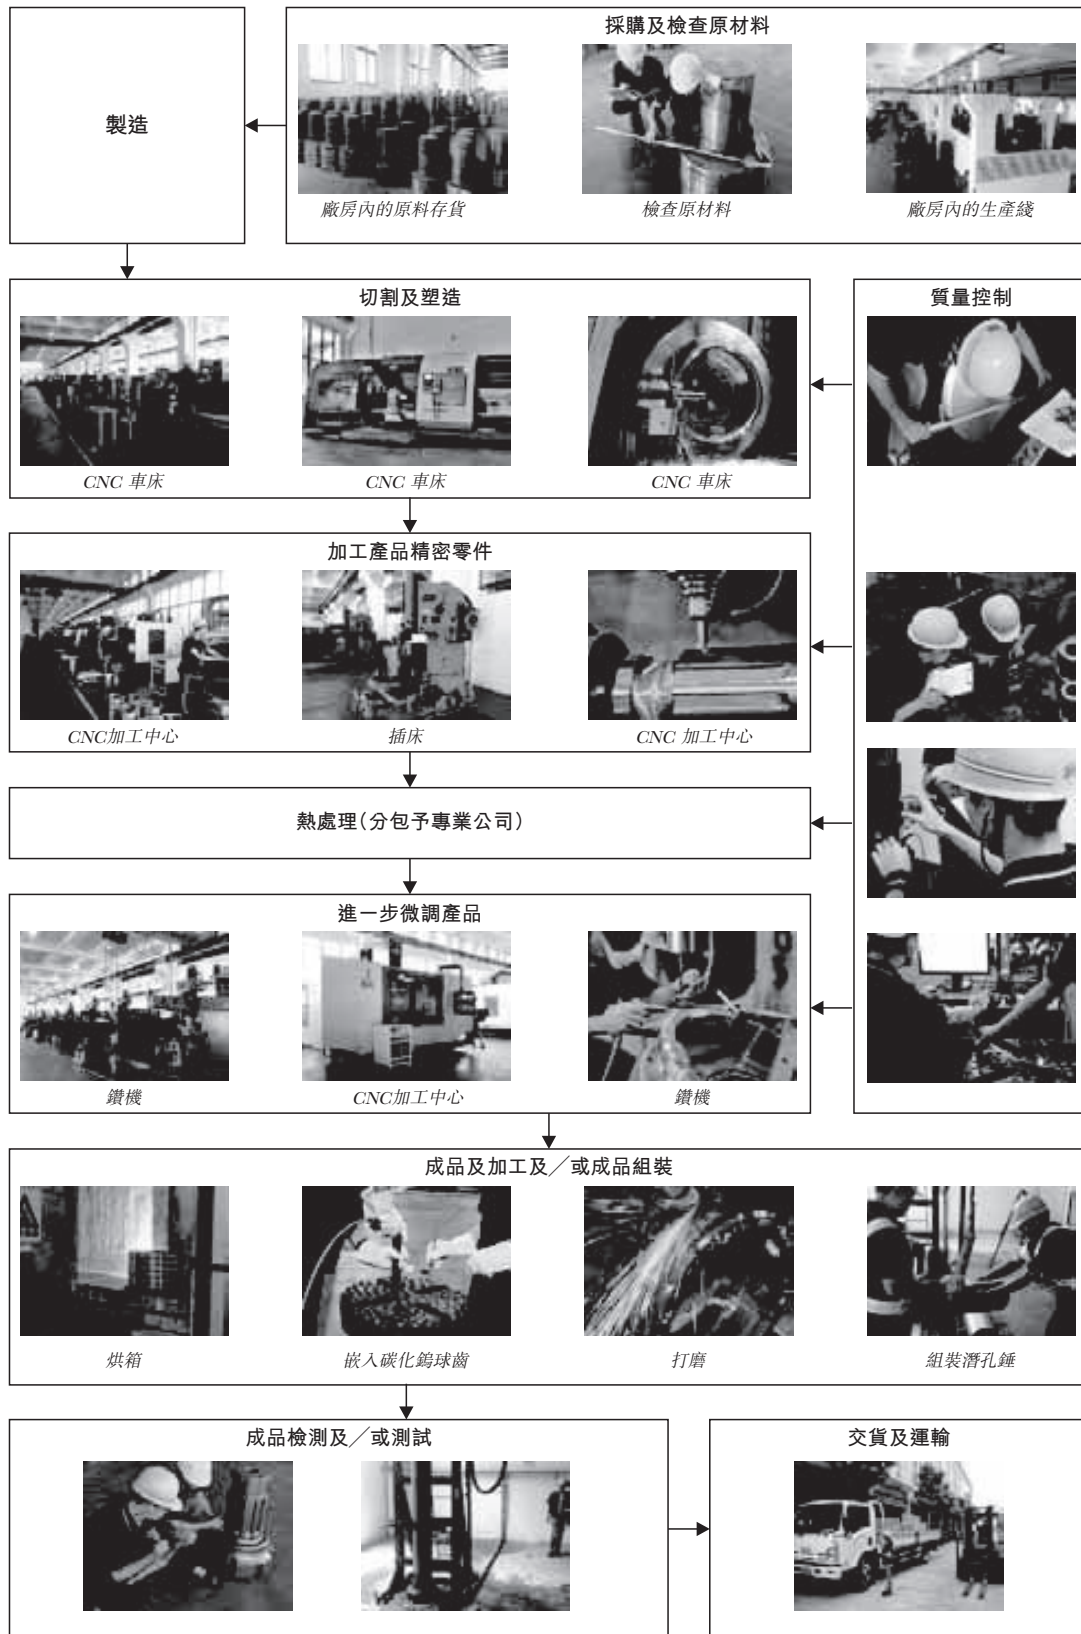 採購及檢查原材料
製造
廠房內的原料存貨
檢查原材料
廠房內的生產綫
切割及塑造
質量控制
CNC 車床
CNC 車床
CNC 車床
加工產品精密零件
CNC加工中心
插床
CNC 加工中心
熱處理(分包予專業公司)
進一步微調產品
鑽機
CNC加工中心
鑽機
成品及加工及╱或成品組裝
烘箱
嵌入碳化鎢球齒
打磨
組裝潛孔錘
成品檢測及╱或測試
交貨及運輸